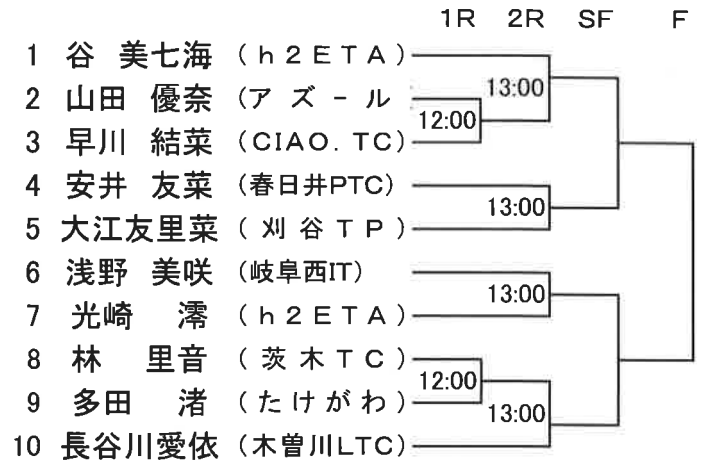 1R 2R SF F
1 谷 美七海 (h2ETA)
2 山田 優奈 (アズール
12:00
13:00
3 早川 結菜 (CIAO. TC)
4 安井 友菜 (春日井PTC)
13:00
5 大江友里菜 (刈谷TP)
6 浅野 美咲 (岐阜西IT)
13:00
7 光崎 澪 (h2ETA)
8 林 里音 (茨木TC)
12:00
9 多田 渚 (たけがわ)
13:00
10 長谷川愛依 (木曽川LTC)